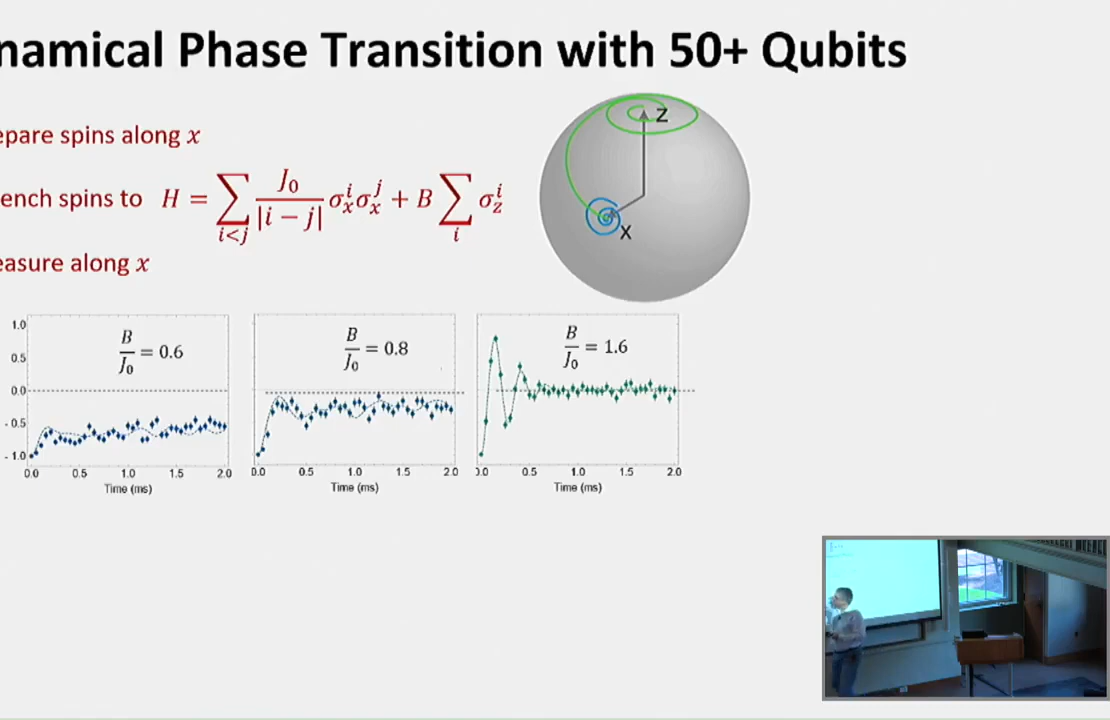 namical Phase Transition with 50+ Qubits
epare spins along x
ench spins to H = ∑_{i<j} J₀/|i − j| σₓⁱσₓʲ + B ∑_i σ_zⁱ
easure along x
Z
X
B/J₀ = 0.6
B/J₀ = 0.8
B/J₀ = 1.6
1.0
0.5
0.0
- 0.5
- 1.0
0.0 0.5 1.0 1.5 2.0
Time (ms)
0.0 0.5 1.0 1.5 2.0
Time (ms)
0.0 0.5 1.0 1.5 2.0
Time (ms)